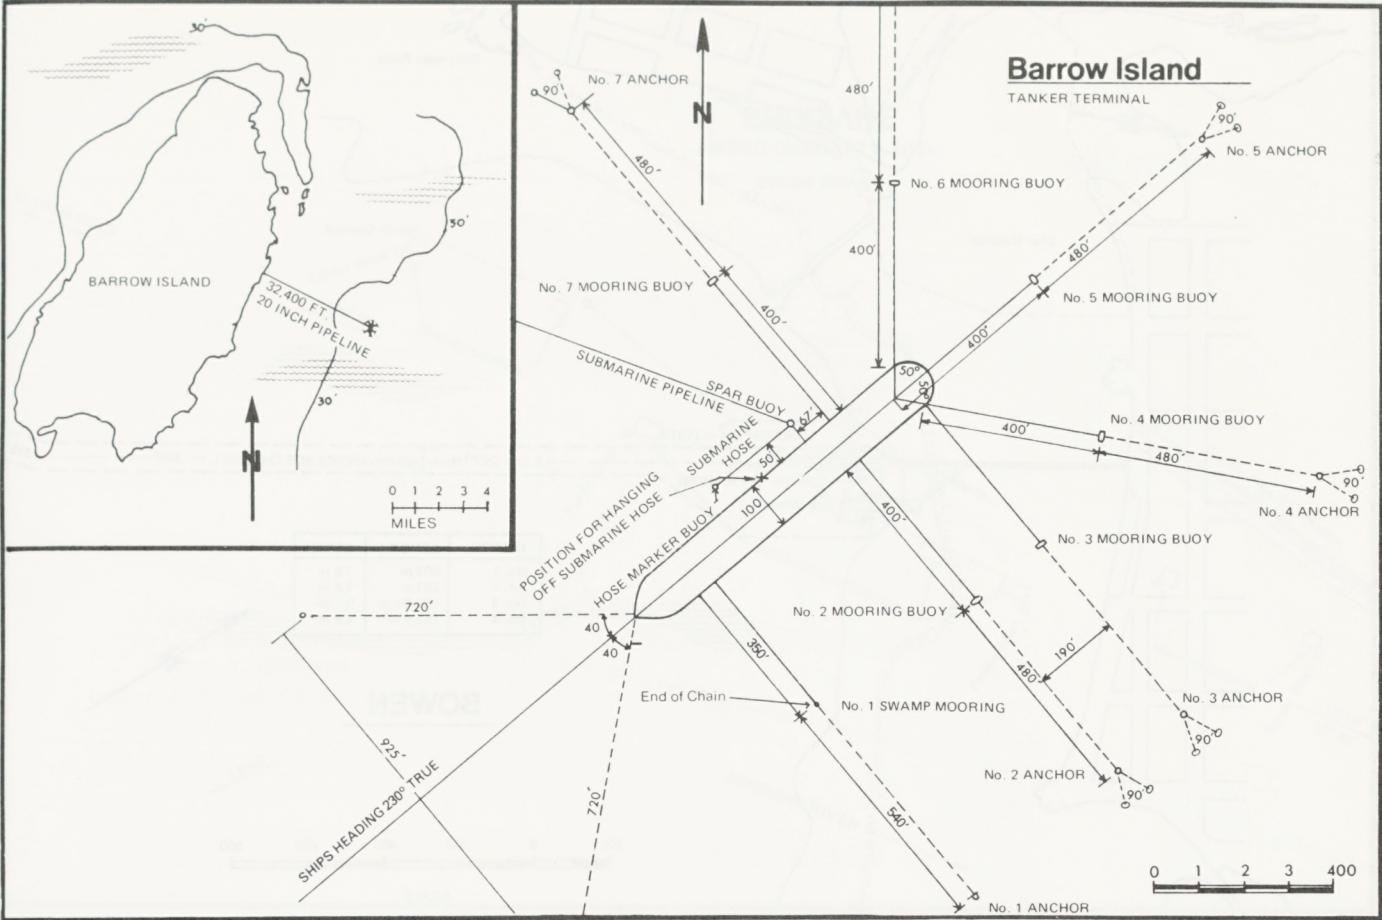 Barrow Island
TANKER TERMINAL
30'
30'
30'
BARROW ISLAND
32,400 FT.
20 INCH PIPELINE
N
0 1 2 3 4
MILES
N
No. 7 ANCHOR
90'
480'
No. 7 MOORING BUOY
400'
480'
No. 6 MOORING BUOY
400'
90'
No. 5 ANCHOR
480'
No. 5 MOORING BUOY
400'
50°
50°
No. 4 MOORING BUOY
400'
480'
90'
No. 4 ANCHOR
SUBMARINE PIPELINE
SPAR BUOY
67'
SUBMARINE
HOSE
50'
100
POSITION FOR HANGING
OFF SUBMARINE HOSE
HOSE MARKER BUOY
No. 3 MOORING BUOY
400'
No. 2 MOORING BUOY
190'
480'
No. 3 ANCHOR
90'
No. 2 ANCHOR
90'
720'
40
40
350'
End of Chain
No. 1 SWAMP MOORING
540'
No. 1 ANCHOR
925'
SHIPS HEADING 230° TRUE
720'
0 1 2 3 400
BOWEN